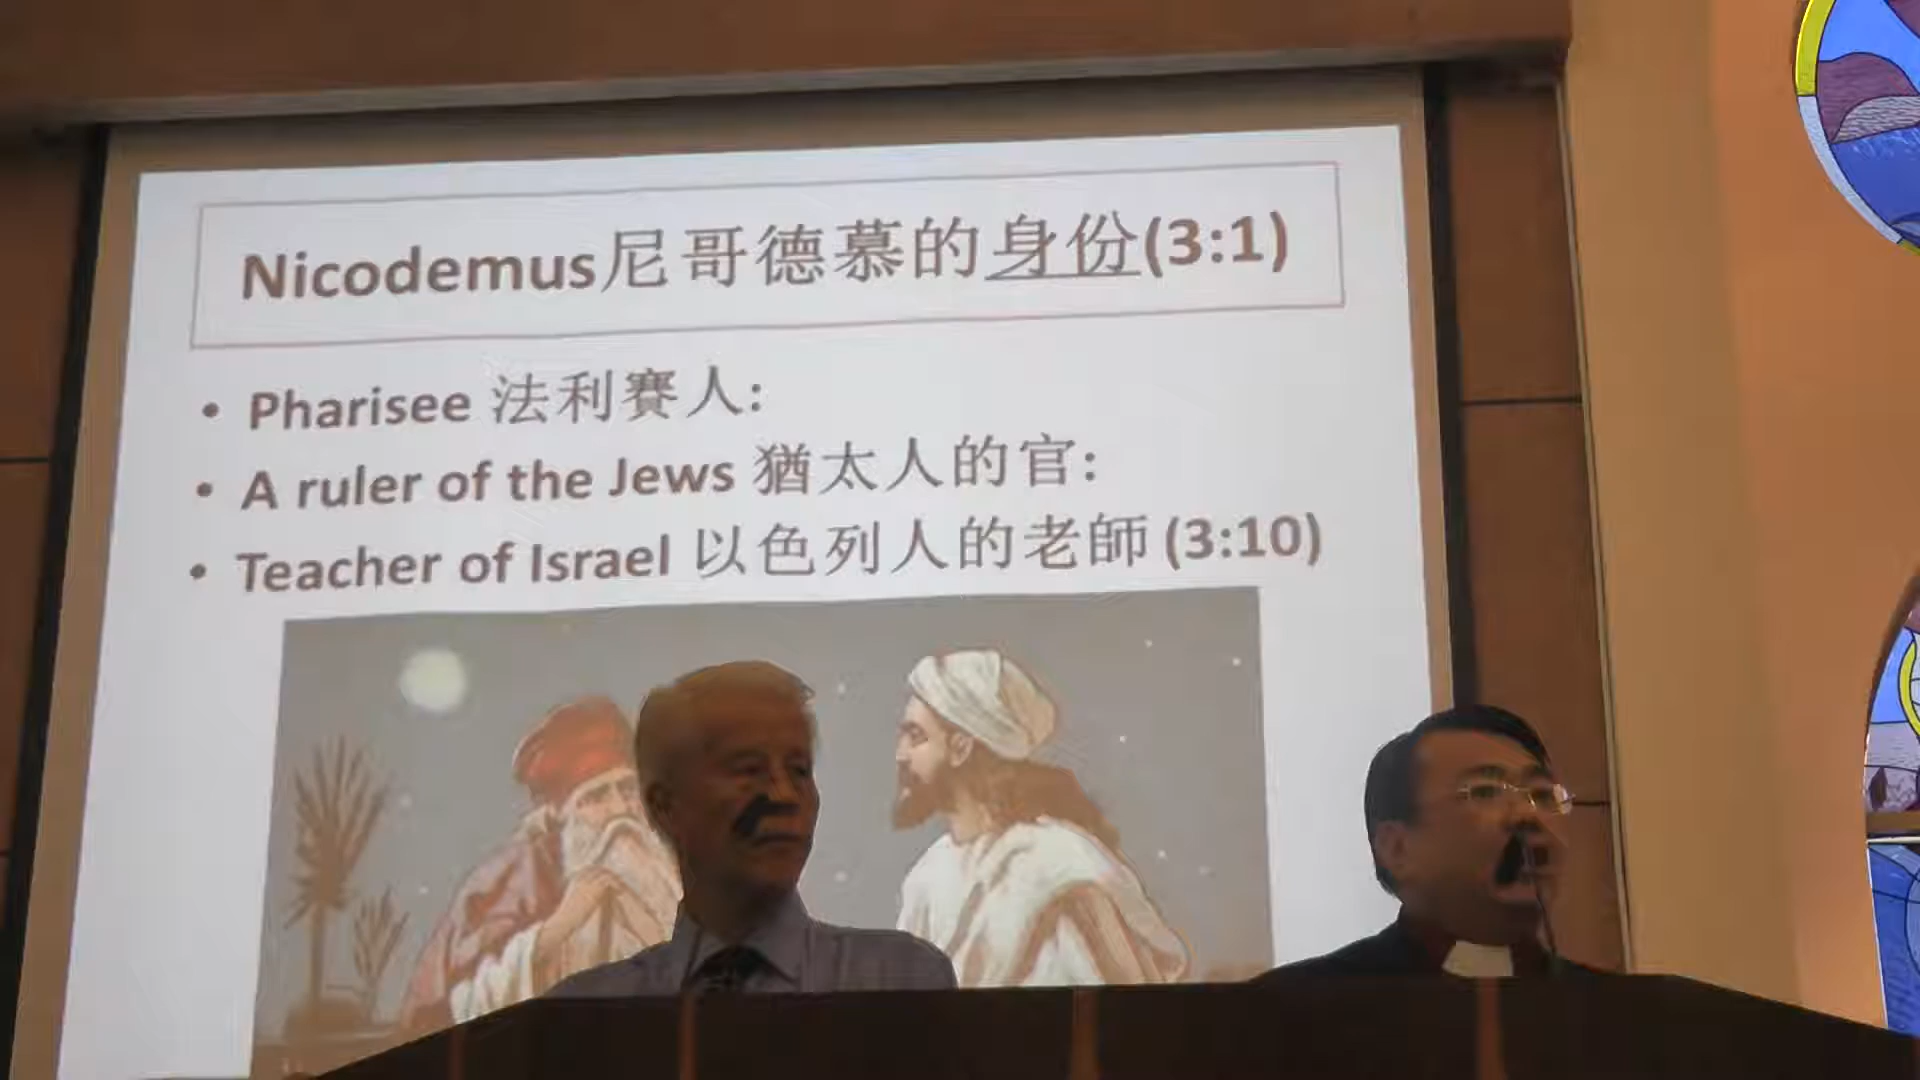 Nicodemus尼哥德慕的身份(3:1)
• Pharisee 法利賽人:
• A ruler of the Jews 猶太人的官:
• Teacher of Israel 以色列人的老師 (3:10)